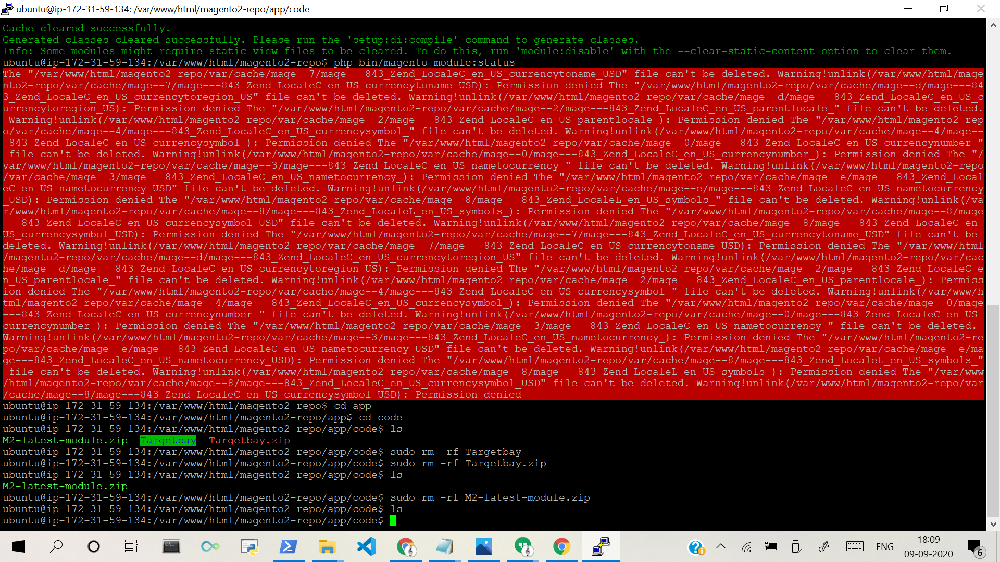 ubuntu@ip-172-31-59-134: /var/www/html/magento2-repo/app/code
Cache cleared successfully.
Generated classes cleared successfully. Please run the 'setup:di:compile' command to generate classes.
Info: Some modules might require static view files to be cleared. To do this, run 'module:disable' with the --clear-static-content option to clear them.
ubuntu@ip-172-31-59-134:/var/www/html/magento2-repo$ php bin/magento module:status
The "/var/www/html/magento2-repo/var/cache/mage--7/mage---843_Zend_LocaleC_en_US_currencytoname_USD" file can't be deleted. Warning!unlink(/var/www/html/mage
nto2-repo/var/cache/mage--7/mage---843_Zend_LocaleC_en_US_currencytoname_USD): Permission denied The "/var/www/html/magento2-repo/var/cache/mage--d/mage---84
3_Zend_LocaleC_en_US_currencytoregion_US" file can't be deleted. Warning!unlink(/var/www/html/magento2-repo/var/cache/mage--d/mage---843_Zend_LocaleC_en_US_c
urrencytoregion_US): Permission denied The "/var/www/html/magento2-repo/var/cache/mage--2/mage---843_Zend_LocaleC_en_US_parentlocale_" file can't be deleted.
 Warning!unlink(/var/www/html/magento2-repo/var/cache/mage--2/mage---843_Zend_LocaleC_en_US_parentlocale_): Permission denied The "/var/www/html/magento2-rep
o/var/cache/mage--4/mage---843_Zend_LocaleC_en_US_currencysymbol_" file can't be deleted. Warning!unlink(/var/www/html/magento2-repo/var/cache/mage--4/mage--
-843_Zend_LocaleC_en_US_currencysymbol_): Permission denied The "/var/www/html/magento2-repo/var/cache/mage--0/mage---843_Zend_LocaleC_en_US_currencynumber_"
 file can't be deleted. Warning!unlink(/var/www/html/magento2-repo/var/cache/mage--0/mage---843_Zend_LocaleC_en_US_currencynumber_): Permission denied The "/
var/www/html/magento2-repo/var/cache/mage--3/mage---843_Zend_LocaleC_en_US_nametocurrency_" file can't be deleted. Warning!unlink(/var/www/html/magento2-repo
/var/cache/mage--3/mage---843_Zend_LocaleC_en_US_nametocurrency_): Permission denied The "/var/www/html/magento2-repo/var/cache/mage--e/mage---843_Zend_Local
eC_en_US_nametocurrency_USD" file can't be deleted. Warning!unlink(/var/www/html/magento2-repo/var/cache/mage--e/mage---843_Zend_LocaleC_en_US_nametocurrency
_USD): Permission denied The "/var/www/html/magento2-repo/var/cache/mage--8/mage---843_Zend_LocaleL_en_US_symbols_" file can't be deleted. Warning!unlink(/va
r/www/html/magento2-repo/var/cache/mage--8/mage---843_Zend_LocaleL_en_US_symbols_): Permission denied The "/var/www/html/magento2-repo/var/cache/mage--8/mage
---843_Zend_LocaleC_en_US_currencysymbol_USD" file can't be deleted. Warning!unlink(/var/www/html/magento2-repo/var/cache/mage--8/mage---843_Zend_LocaleC_en_
US_currencysymbol_USD): Permission denied The "/var/www/html/magento2-repo/var/cache/mage--7/mage---843_Zend_LocaleC_en_US_currencytoname_USD" file can't be
deleted. Warning!unlink(/var/www/html/magento2-repo/var/cache/mage--7/mage---843_Zend_LocaleC_en_US_currencytoname_USD): Permission denied The "/var/www/html
/magento2-repo/var/cache/mage--d/mage---843_Zend_LocaleC_en_US_currencytoregion_US" file can't be deleted. Warning!unlink(/var/www/html/magento2-repo/var/cac
he/mage--d/mage---843_Zend_LocaleC_en_US_currencytoregion_US): Permission denied The "/var/www/html/magento2-repo/var/cache/mage--2/mage---843_Zend_LocaleC_e
n_US_parentlocale_" file can't be deleted. Warning!unlink(/var/www/html/magento2-repo/var/cache/mage--2/mage---843_Zend_LocaleC_en_US_parentlocale_): Permiss
ion denied The "/var/www/html/magento2-repo/var/cache/mage--4/mage---843_Zend_LocaleC_en_US_currencysymbol_" file can't be deleted. Warning!unlink(/var/www/h
tml/magento2-repo/var/cache/mage--4/mage---843_Zend_LocaleC_en_US_currencysymbol_): Permission denied The "/var/www/html/magento2-repo/var/cache/mage--0/mage
---843_Zend_LocaleC_en_US_currencynumber_" file can't be deleted. Warning!unlink(/var/www/html/magento2-repo/var/cache/mage--0/mage---843_Zend_LocaleC_en_US_
currencynumber_): Permission denied The "/var/www/html/magento2-repo/var/cache/mage--3/mage---843_Zend_LocaleC_en_US_nametocurrency_" file can't be deleted.
Warning!unlink(/var/www/html/magento2-repo/var/cache/mage--3/mage---843_Zend_LocaleC_en_US_nametocurrency_): Permission denied The "/var/www/html/magento2-re
po/var/cache/mage--e/mage---843_Zend_LocaleC_en_US_nametocurrency_USD" file can't be deleted. Warning!unlink(/var/www/html/magento2-repo/var/cache/mage--e/ma
ge---843_Zend_LocaleC_en_US_nametocurrency_USD): Permission denied The "/var/www/html/magento2-repo/var/cache/mage--8/mage---843_Zend_LocaleL_en_US_symbols_"
 file can't be deleted. Warning!unlink(/var/www/html/magento2-repo/var/cache/mage--8/mage---843_Zend_LocaleL_en_US_symbols_): Permission denied The "/var/www
/html/magento2-repo/var/cache/mage--8/mage---843_Zend_LocaleC_en_US_currencysymbol_USD" file can't be deleted. Warning!unlink(/var/www/html/magento2-repo/var
/cache/mage--8/mage---843_Zend_LocaleC_en_US_currencysymbol_USD): Permission denied
ubuntu@ip-172-31-59-134:/var/www/html/magento2-repo$ cd app
ubuntu@ip-172-31-59-134:/var/www/html/magento2-repo/app$ cd code
ubuntu@ip-172-31-59-134:/var/www/html/magento2-repo/app/code$ ls
M2-latest-module.zip  Targetbay  Targetbay.zip
ubuntu@ip-172-31-59-134:/var/www/html/magento2-repo/app/code$ sudo rm -rf Targetbay
ubuntu@ip-172-31-59-134:/var/www/html/magento2-repo/app/code$ sudo rm -rf Targetbay.zip
ubuntu@ip-172-31-59-134:/var/www/html/magento2-repo/app/code$ ls
M2-latest-module.zip
ubuntu@ip-172-31-59-134:/var/www/html/magento2-repo/app/code$ sudo rm -rf M2-latest-module.zip
ubuntu@ip-172-31-59-134:/var/www/html/magento2-repo/app/code$ ls
ubuntu@ip-172-31-59-134:/var/www/html/magento2-repo/app/code$
ENG
18:09
09-09-2020
6